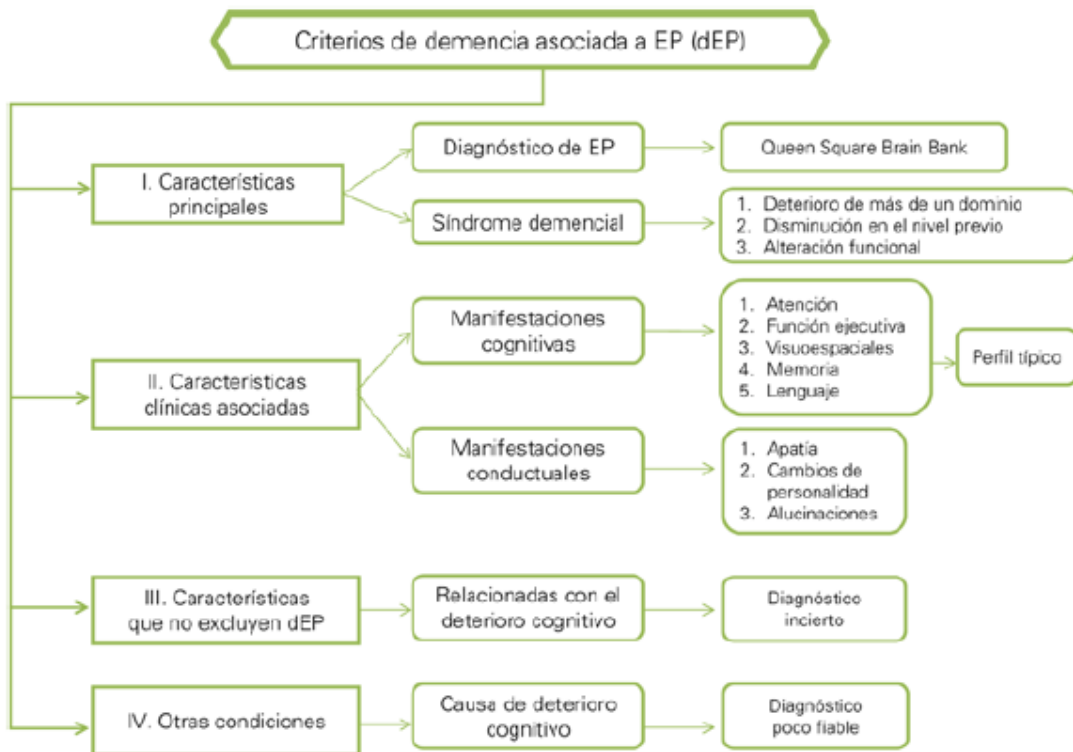 Criterios de demencia asociada a EP (dEP)
I. Características
principales
Diagnóstico de EP
Queen Square Brain Bank
Síndrome demencial
1. Deterioro de más de un dominio
2. Disminución en el nivel previo
3. Alteración funcional
II. Características
clínicas asociadas
Manifestaciones
cognitivas
1. Atención
2. Función ejecutiva
3. Visuoespaciales
4. Memoria
5. Lenguaje
Perfil típico
Manifestaciones
conductuales
1. Apatía
2. Cambios de
personalidad
3. Alucinaciones
III. Características
que no excluyen dEP
Relacionadas con el
deterioro cognitivo
Diagnóstico
incierto
IV. Otras condiciones
Causa de deterioro
cognitivo
Diagnóstico
poco fiable